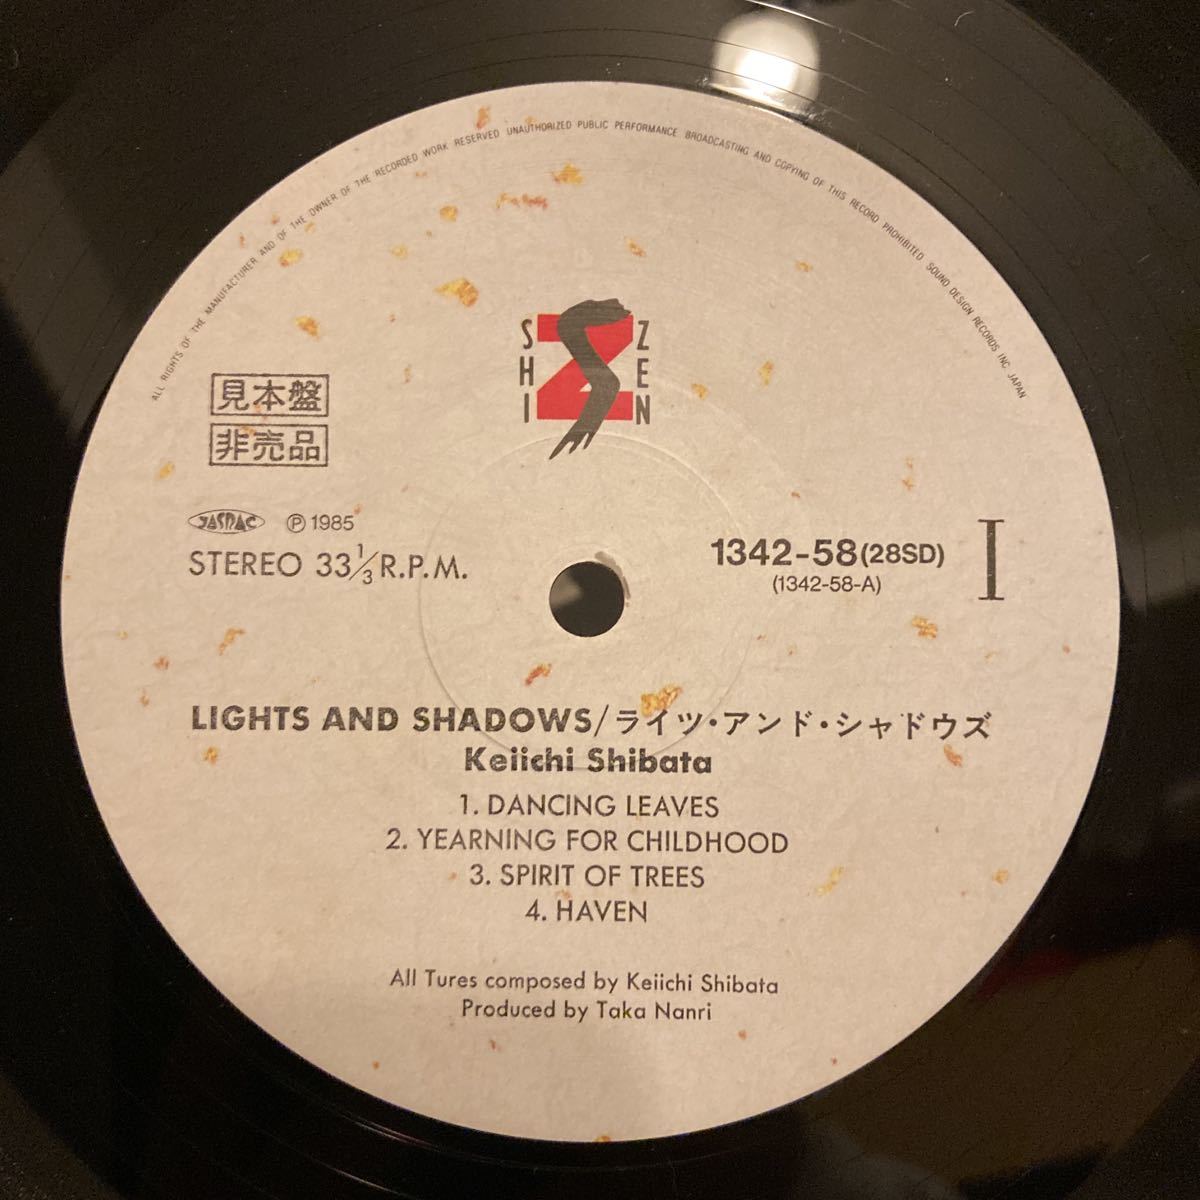 ALL RIGHTS OF THE MANUFACTURER AND OF THE OWNER OF THE RECORDED WORK RESERVED UNAUTHORIZED PUBLIC PERFORMANCE BROADCASTING AND COPYING OF THIS RECORD PROHIBITED SOUND DESIGN RECORDS INC. JAPAN
SHI ZEN
見本盤
非売品
JASRAC Ⓟ1985
STEREO 33 1/3 R.P.M.
1342-58(28SD)
(1342-58-A)
I
LIGHTS AND SHADOWS/ライツ・アンド・シャドウズ
Keiichi Shibata
1. DANCING LEAVES
2. YEARNING FOR CHILDHOOD
3. SPIRIT OF TREES
4. HAVEN
All Tures composed by Keiichi Shibata
Produced by Taka Nanri